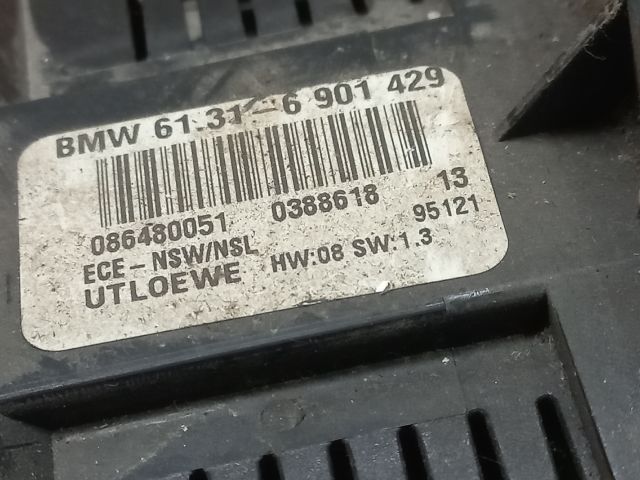 BMW 61.31-6 901 429
086480051 0388618 13
ECE-NSW/NSL HW:08 SW:1.3 95121
UTLOEWE